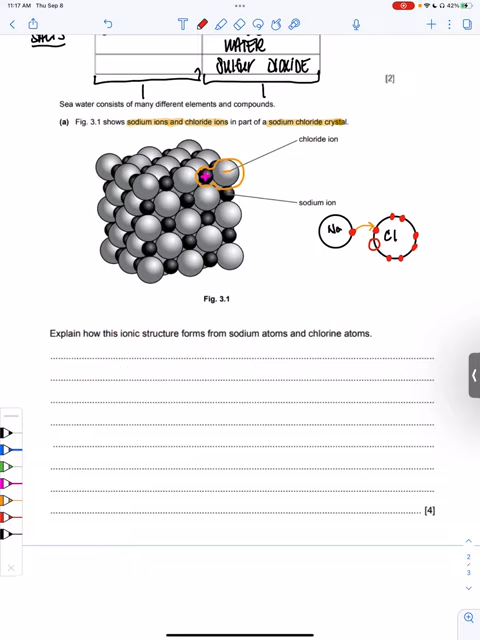 11:17 AM Thu Sep 8
42%
WATER
SULFUR DIOXIDE
[2]
Sea water consists of many different elements and compounds.
(a) Fig. 3.1 shows sodium ions and chloride ions in part of a sodium chloride crystal.
chloride ion
sodium ion
Na
Cl
Fig. 3.1
Explain how this ionic structure forms from sodium atoms and chlorine atoms.
[4]
2
3